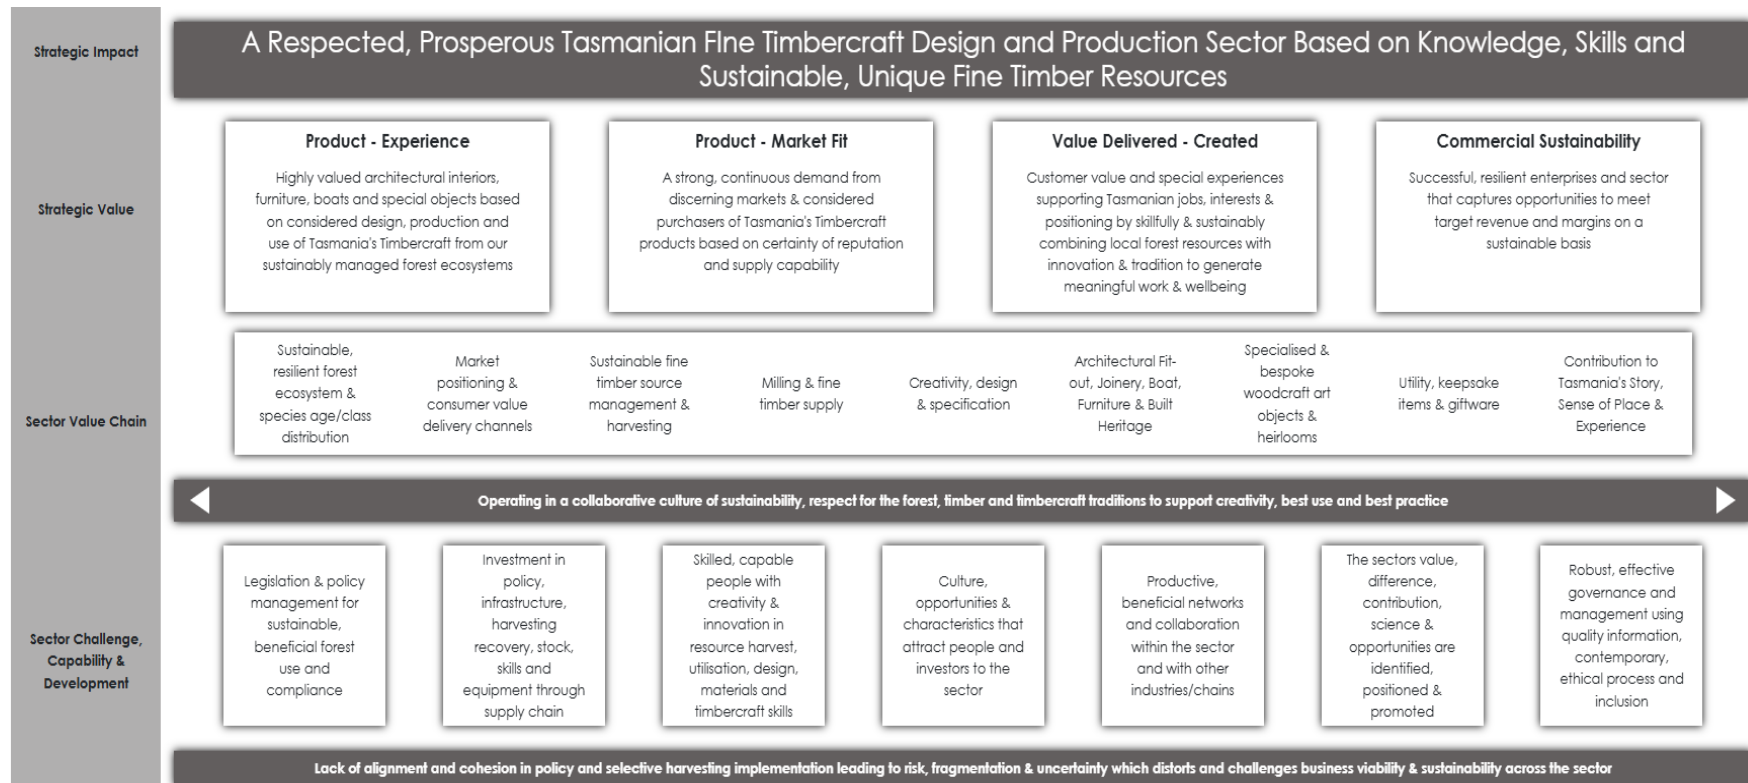 Strategic Impact
A Respected, Prosperous Tasmanian FIne Timbercraft Design and Production Sector Based on Knowledge, Skills and
Sustainable, Unique Fine Timber Resources
Strategic Value
Product - Experience
Highly valued architectural interiors,
furniture, boats and special objects based
on considered design, production and
use of Tasmania's Timbercraft from our
sustainably managed forest ecosystems
Product - Market Fit
A strong, continuous demand from
discerning markets & considered
purchasers of Tasmania's Timbercraft
products based on certainty of reputation
and supply capability
Value Delivered - Created
Customer value and special experiences
supporting Tasmanian jobs, interests &
positioning by skillfully & sustainably
combining local forest resources with
innovation & tradition to generate
meaningful work & wellbeing
Commercial Sustainability
Successful, resilient enterprises and sector
that captures opportunities to meet
target revenue and margins on a
sustainable basis
Sector Value Chain
Sustainable,
resilient forest
ecosystem &
species age/class
distribution
Market
positioning &
consumer value
delivery channels
Sustainable fine
timber source
management &
harvesting
Milling & fine
timber supply
Creativity, design
& specification
Architectural Fit-
out, Joinery, Boat,
Furniture & Built
Heritage
Specialised &
bespoke
woodcraft art
objects &
heirlooms
Utility, keepsake
items & giftware
Contribution to
Tasmania's Story,
Sense of Place &
Experience
Operating in a collaborative culture of sustainability, respect for the forest, timber and timbercraft traditions to support creativity, best use and best practice
Sector Challenge,
Capability &
Development
Legislation & policy
management for
sustainable,
beneficial forest
use and
compliance
Investment in
policy,
infrastructure,
harvesting
recovery, stock,
skills and
equipment through
supply chain
Skilled, capable
people with
creativity &
innovation in
resource harvest,
utilisation, design,
materials and
timbercraft skills
Culture,
opportunities &
characteristics that
attract people and
investors to the
sector
Productive,
beneficial networks
and collaboration
within the sector
and with other
industries/chains
The sectors value,
difference,
contribution,
science &
opportunities are
identified,
positioned &
promoted
Robust, effective
governance and
management using
quality information,
contemporary,
ethical process and
inclusion
Lack of alignment and cohesion in policy and selective harvesting implementation leading to risk, fragmentation & uncertainty which distorts and challenges business viability & sustainability across the sector